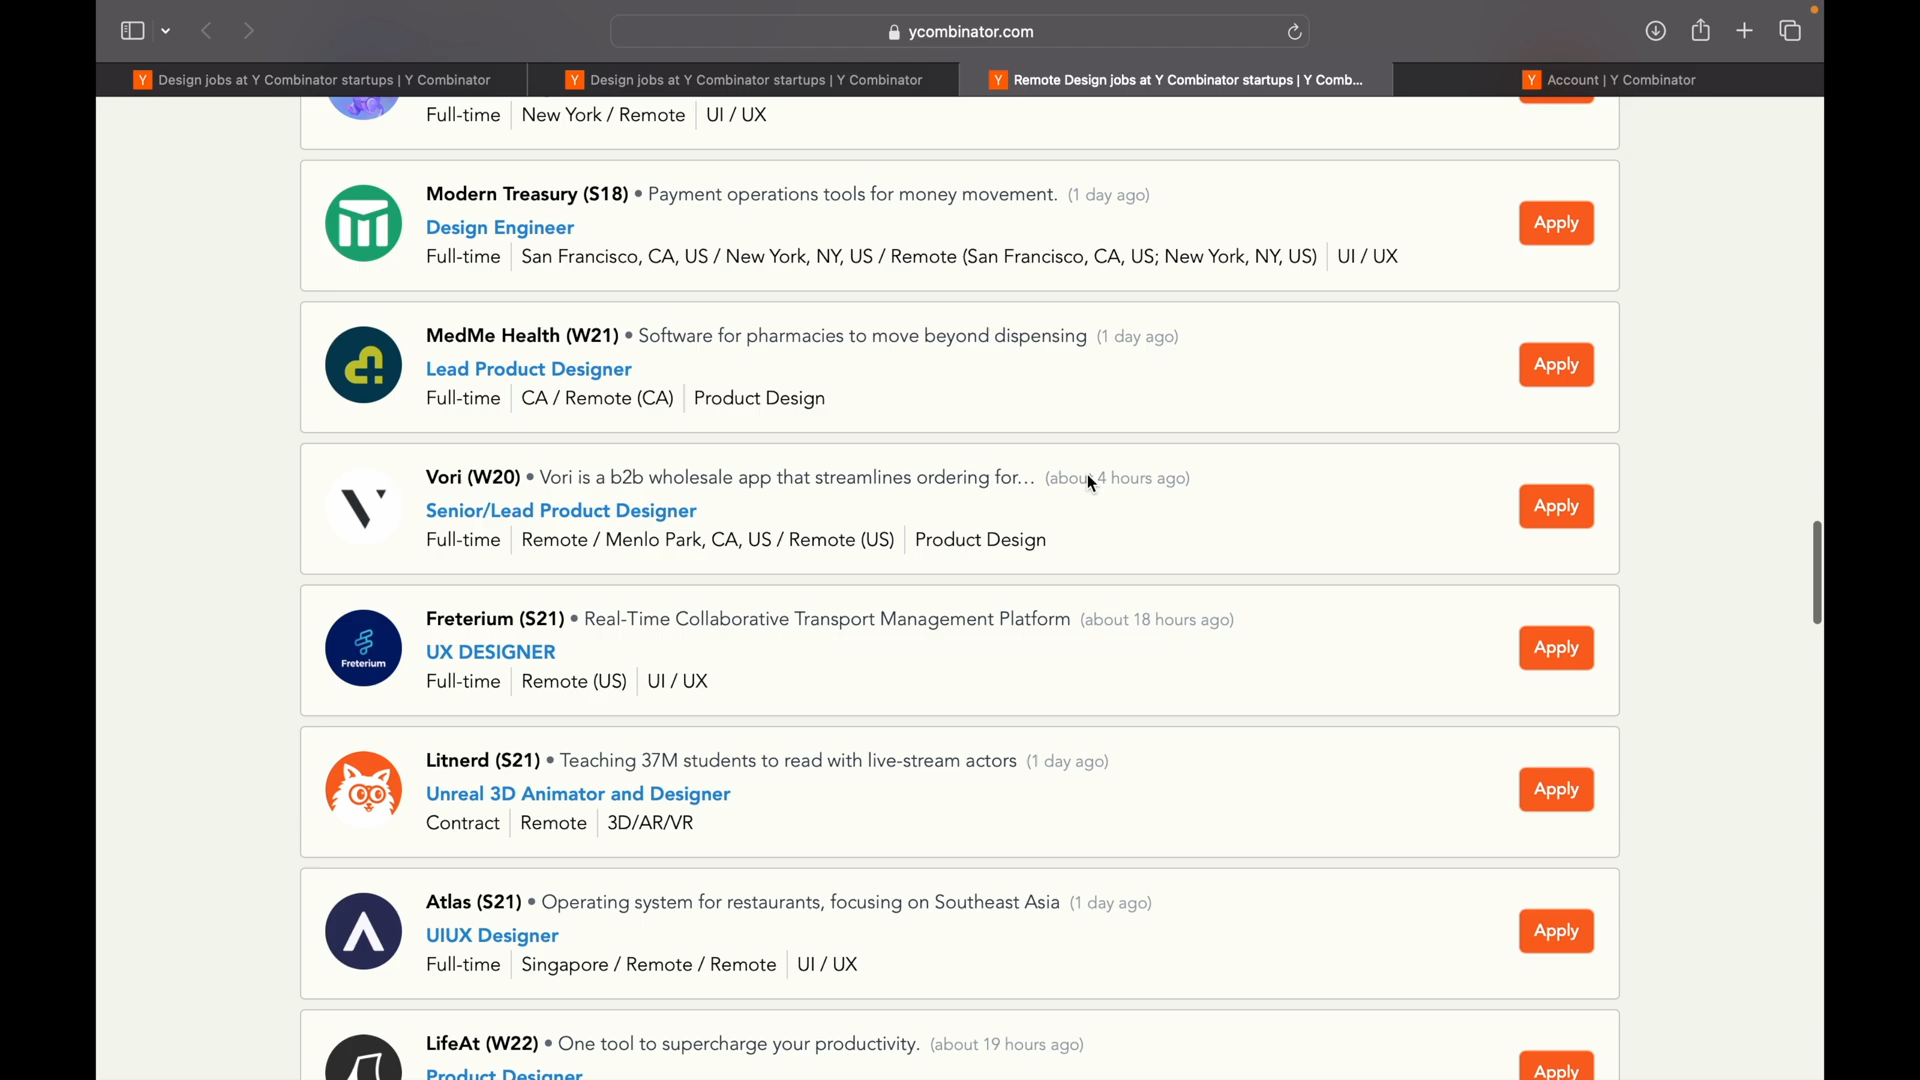 ycombinator.com
Design jobs at Y Combinator startups | Y Combinator
Design jobs at Y Combinator startups | Y Combinator
Remote Design jobs at Y Combinator startups | Y Comb...
Account | Y Combinator
Full-time New York / Remote UI / UX
Modern Treasury (S18) • Payment operations tools for money movement. (1 day ago)
Design Engineer
Apply
Full-time San Francisco, CA, US / New York, NY, US / Remote (San Francisco, CA, US; New York, NY, US) UI / UX
MedMe Health (W21) • Software for pharmacies to move beyond dispensing (1 day ago)
Lead Product Designer
Apply
Full-time CA / Remote (CA) Product Design
Vori (W20) • Vori is a b2b wholesale app that streamlines ordering for... (about 4 hours ago)
Senior/Lead Product Designer
Apply
Full-time Remote / Menlo Park, CA, US / Remote (US) Product Design
Freterium (S21) • Real-Time Collaborative Transport Management Platform (about 18 hours ago)
UX DESIGNER
Apply
Freterium
Full-time Remote (US) UI / UX
Litnerd (S21) • Teaching 37M students to read with live-stream actors (1 day ago)
Unreal 3D Animator and Designer
Apply
Contract Remote 3D/AR/VR
Atlas (S21) • Operating system for restaurants, focusing on Southeast Asia (1 day ago)
UIUX Designer
Apply
Full-time Singapore / Remote / Remote UI / UX
LifeAt (W22) • One tool to supercharge your productivity. (about 19 hours ago)
Product Designer
Apply